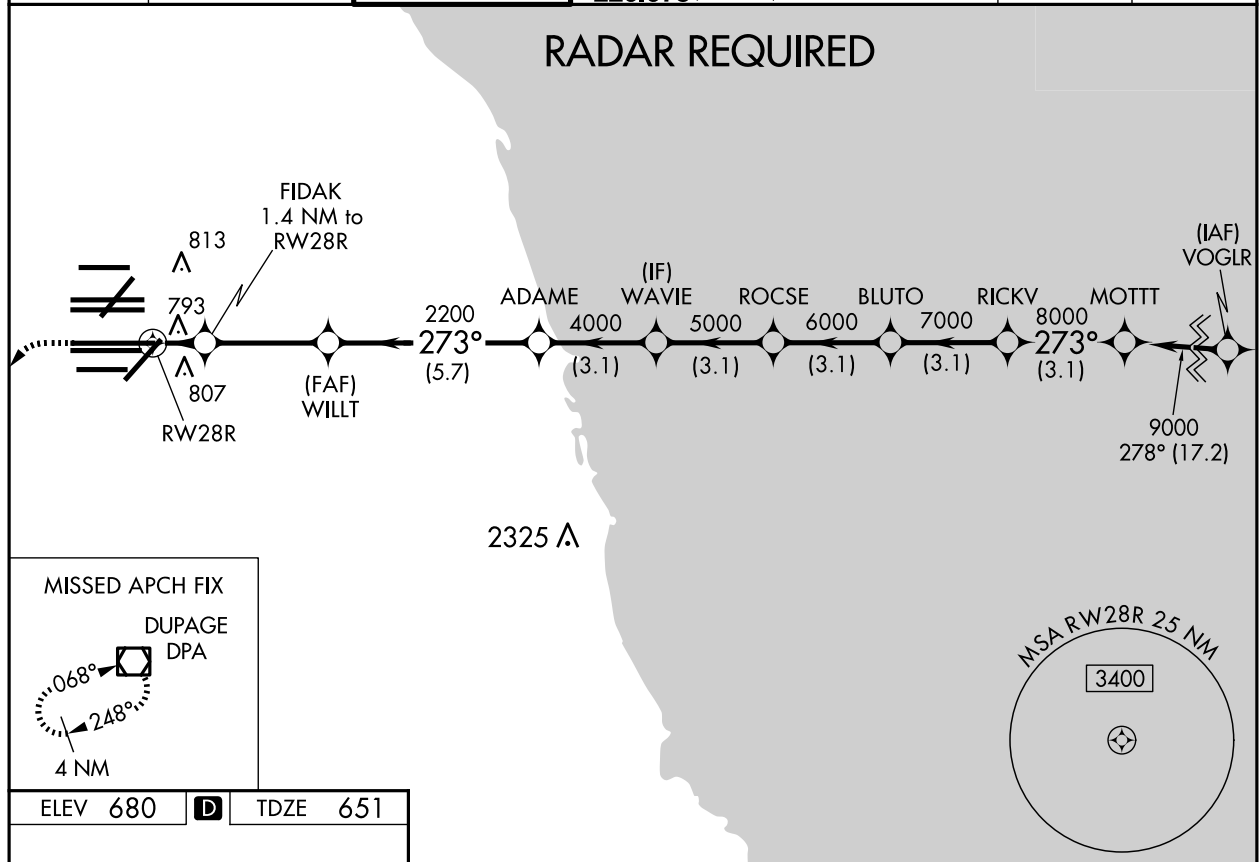 RADAR REQUIRED
FIDAK
1.4 NM to
RW28R
813
793
807
RW28R
(FAF)
WILLT
2200
273°
(5.7)
ADAME
4000
(3.1)
(IF)
WAVIE
5000
(3.1)
ROCSE
6000
(3.1)
BLUTO
7000
(3.1)
RICKV
8000
273°
(3.1)
MOTTT
(IAF)
VOGLR
9000
278° (17.2)
2325
MISSED APCH FIX
DUPAGE
DPA
068°
248°
4 NM
MSA RW28R 25 NM
3400
ELEV 680 D TDZE 651